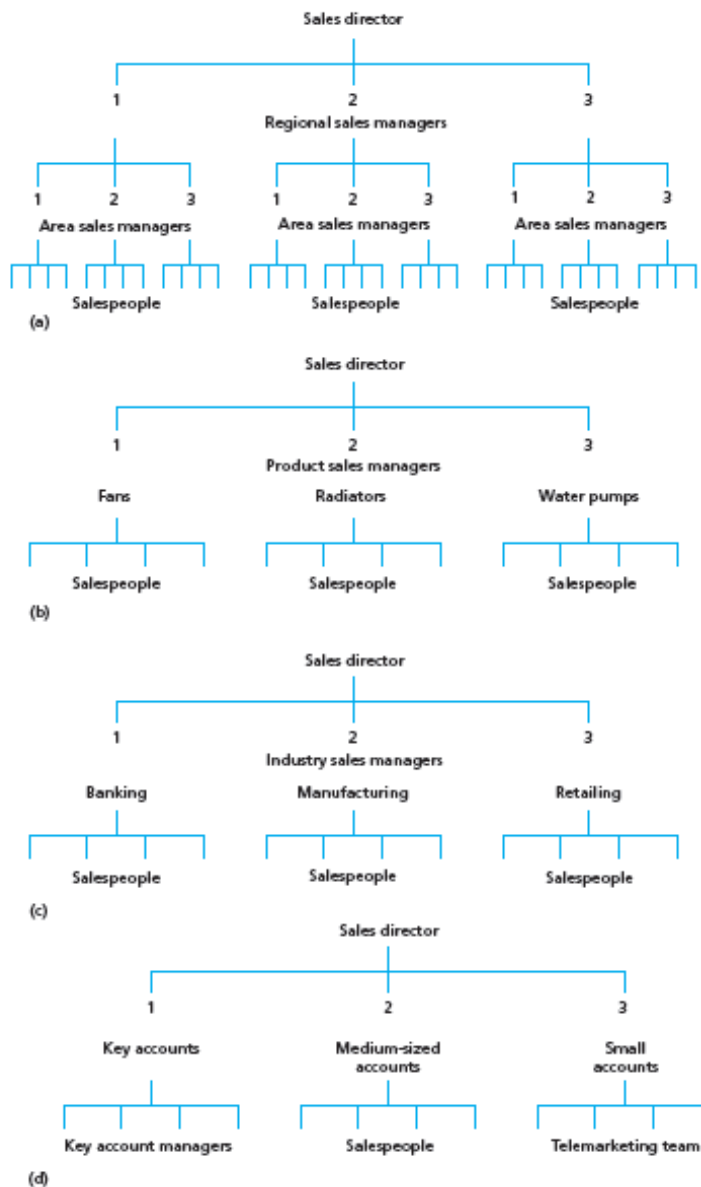 Sales director
1 2 3
Regional sales managers
1 2 3 1 2 3 1 2 3
Area sales managers Area sales managers Area sales managers
Salespeople Salespeople Salespeople
(a)
Sales director
1 2 3
Product sales managers
Fans Radiators Water pumps
Salespeople Salespeople Salespeople
(b)
Sales director
1 2 3
Industry sales managers
Banking Manufacturing Retailing
Salespeople Salespeople Salespeople
(c)
Sales director
1 2 3
Key accounts Medium-sized accounts Small accounts
Key account managers Salespeople Telemarketing team
(d)